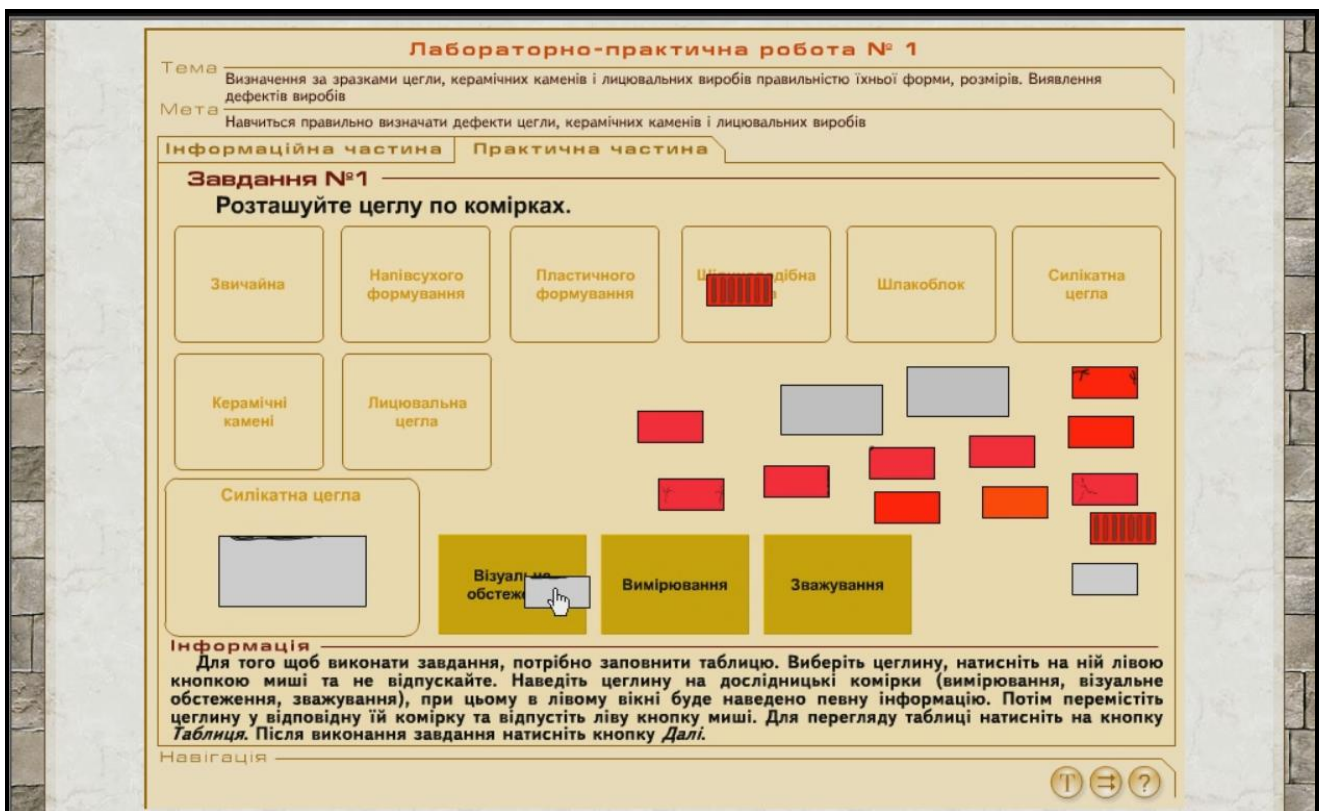 Лабораторно-практична робота № 1
Тема
Визначення за зразками цегли, керамічних каменів і лицювальних виробів правильністю їхньої форми, розмірів. Виявлення
дефектів виробів
Мета
Навчиться правильно визначати дефекти цегли, керамічних каменів і лицювальних виробів
Інформаційна частина Практична частина
Завдання №1
Розташуйте цеглу по комірках.
Звичайна
Напівсухого
формування
Пластичного
формування
Шлакоблок
Силікатна
цегла
Керамічні
камені
Лицювальна
цегла
Силікатна цегла
Вимірювання
Зважування
Інформація
Для того щоб виконати завдання, потрібно заповнити таблицю. Виберіть цеглину, натисніть на ній лівою
кнопкою миші та не відпускайте. Наведіть цеглину на дослідницькі комірки (вимірювання, візуальне
обстеження, зважування), при цьому в лівому вікні буде наведено певну інформацію. Потім перемістіть
цеглину у відповідну їй комірку та відпустіть ліву кнопку миші. Для перегляду таблиці натисніть на кнопку
Таблиця. Після виконання завдання натисніть кнопку Далі.
Навігація
T ?